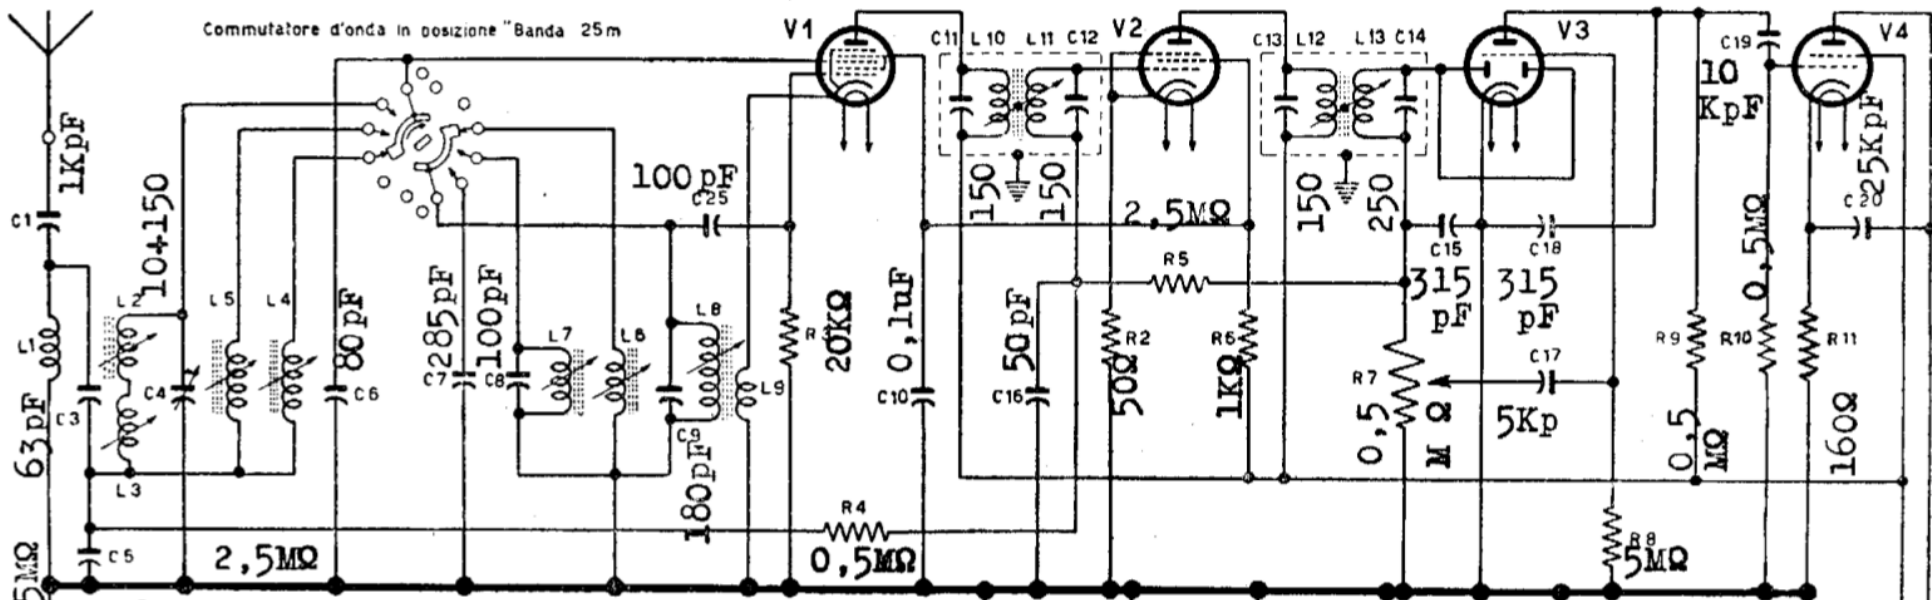 Commutatore d'onda in posizione "Banda 25m
V1
V2
V3
V4
C11
L10
L11
C12
C13
L12
L13
C14
C19
10
KpF
25KpF
C20
1KpF
C1
10+150
100pF
C25
150
150
2,5MΩ
150
250
C15
C18
315
pF
315
pF
0,5MΩ
R5
L2
L5
L4
80pF
285pF
100pF
L7
L6
L8
L9
20KΩ
0,1uF
50pF
R2
50Ω
R6
1KΩ
R7
0,5
MΩ
C17
5Kp
R9
0,5
MΩ
R10
R11
160Ω
L1
63pF
C3
C4
C6
C7
C8
C9
180pF
C10
C16
L3
R4
0,5MΩ
C5
2,5MΩ
5MΩ
R8
5MΩ